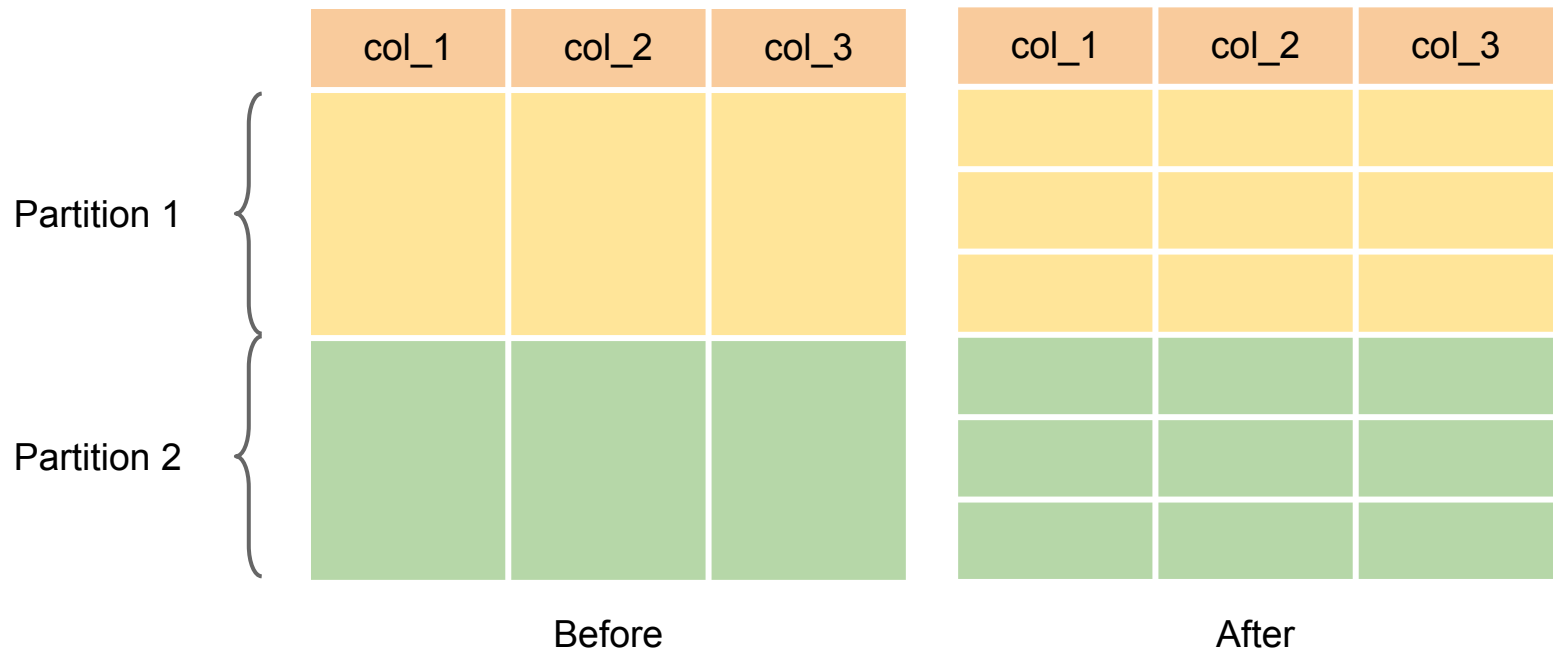 col_1 col_2 col_3
col_1 col_2 col_3
Partition 1
Partition 2
Before
After